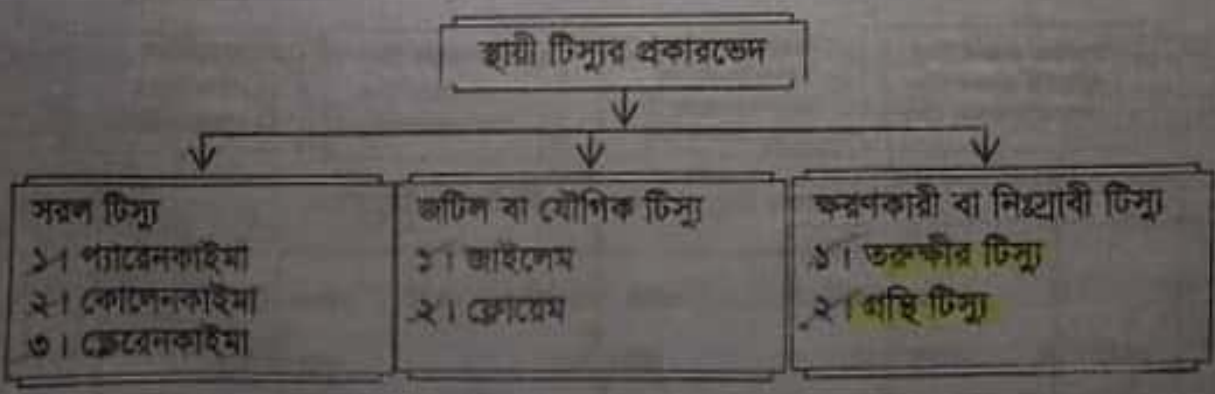 স্থায়ী টিস্যুর প্রকারভেদ
সরল টিস্যু
১। প্যারেনকাইমা
২। কোলেনকাইমা
৩। স্ক্লেরেনকাইমা
জটিল বা যৌগিক টিস্যু
১। জাইলেম
২। ফ্লোয়েম
ক্ষরণকারী বা নিঃস্রাবী টিস্যু
১। তরুক্ষীর টিস্যু
২। গ্রন্থি টিস্যু